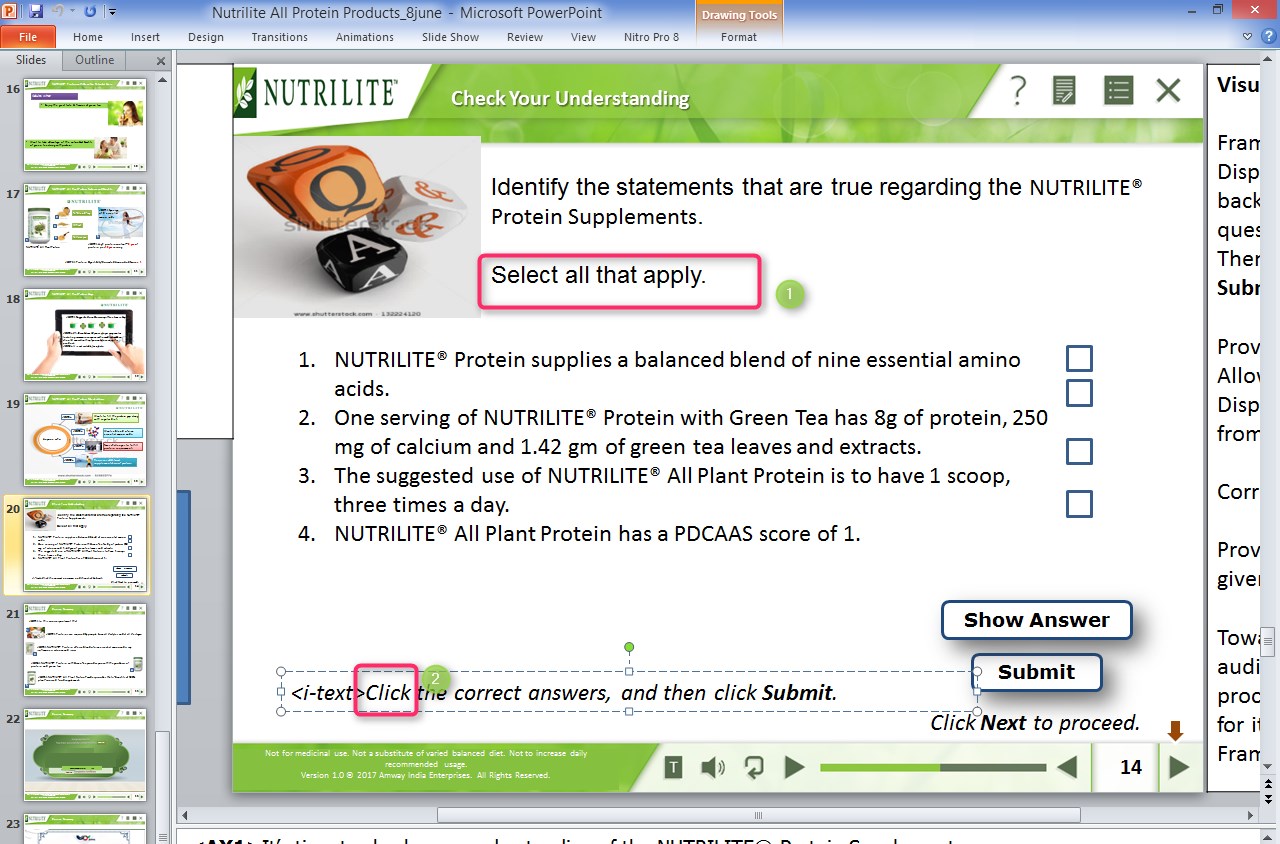 Nutrilite All Protein Products_8june - Microsoft PowerPoint
Drawing Tools
File Home Insert Design Transitions Animations Slide Show Review View Nitro Pro 8 Format
Slides Outline
16
17
18
19
20
21
22
23
NUTRILITE™
Check Your Understanding
Q
&
A
shutterstock
www.shutterstock.com · 132224120
Identify the statements that are true regarding the NUTRILITE®
Protein Supplements.
Select all that apply.
1
1. NUTRILITE® Protein supplies a balanced blend of nine essential amino
acids.
2. One serving of NUTRILITE® Protein with Green Tea has 8g of protein, 250
mg of calcium and 1.42 gm of green tea leaves and extracts.
3. The suggested use of NUTRILITE® All Plant Protein is to have 1 scoop,
three times a day.
4. NUTRILITE® All Plant Protein has a PDCAAS score of 1.
Show Answer
Submit
2
<i-text>Click the correct answers, and then click Submit.
Click Next to proceed.
Not for medicinal use. Not a substitute of varied balanced diet. Not to increase daily
recommended usage.
Version 1.0 ® 2017 Amway India Enterprises. All Rights Reserved.
T
14
Visu
Fram
Disp
back
ques
Ther
Subr
Prov
Allov
Disp
from
Corr
Prov
give
Towa
audi
proc
for it
Fram